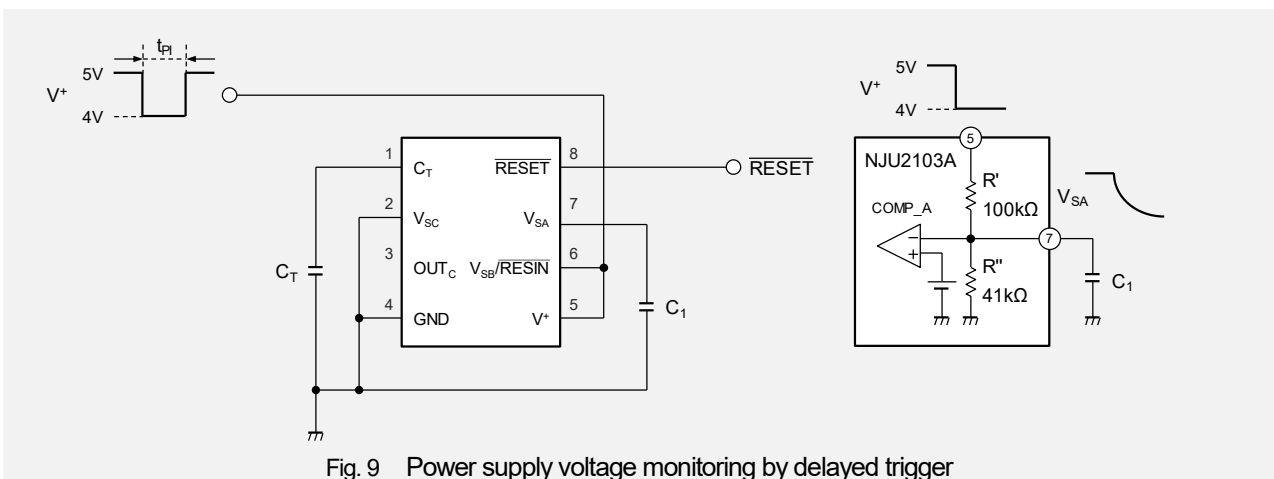 tPI
5V
V+
4V
1
CT
RESET
8
RESET
2
VSC
VSA
7
3
OUTC
VSB/RESIN
6
CT
4
GND
V+
5
C1
5V
V+
4V
5
NJU2103A
R'
100kΩ
COMP_A
VSA
7
R"
41kΩ
C1
Fig. 9 Power supply voltage monitoring by delayed trigger